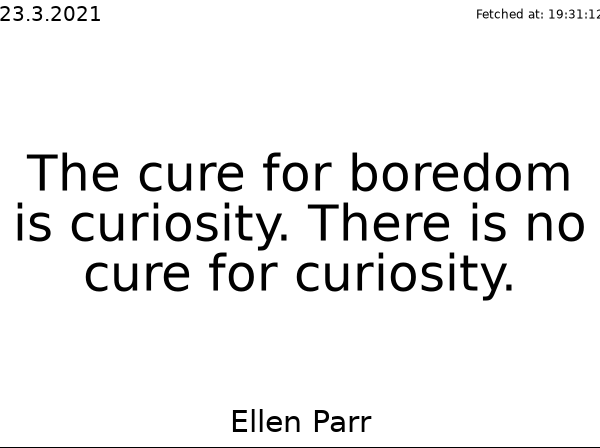 23.3.2021
Fetched at: 19:31:12
The cure for boredom
is curiosity. There is no
cure for curiosity.
Ellen Parr